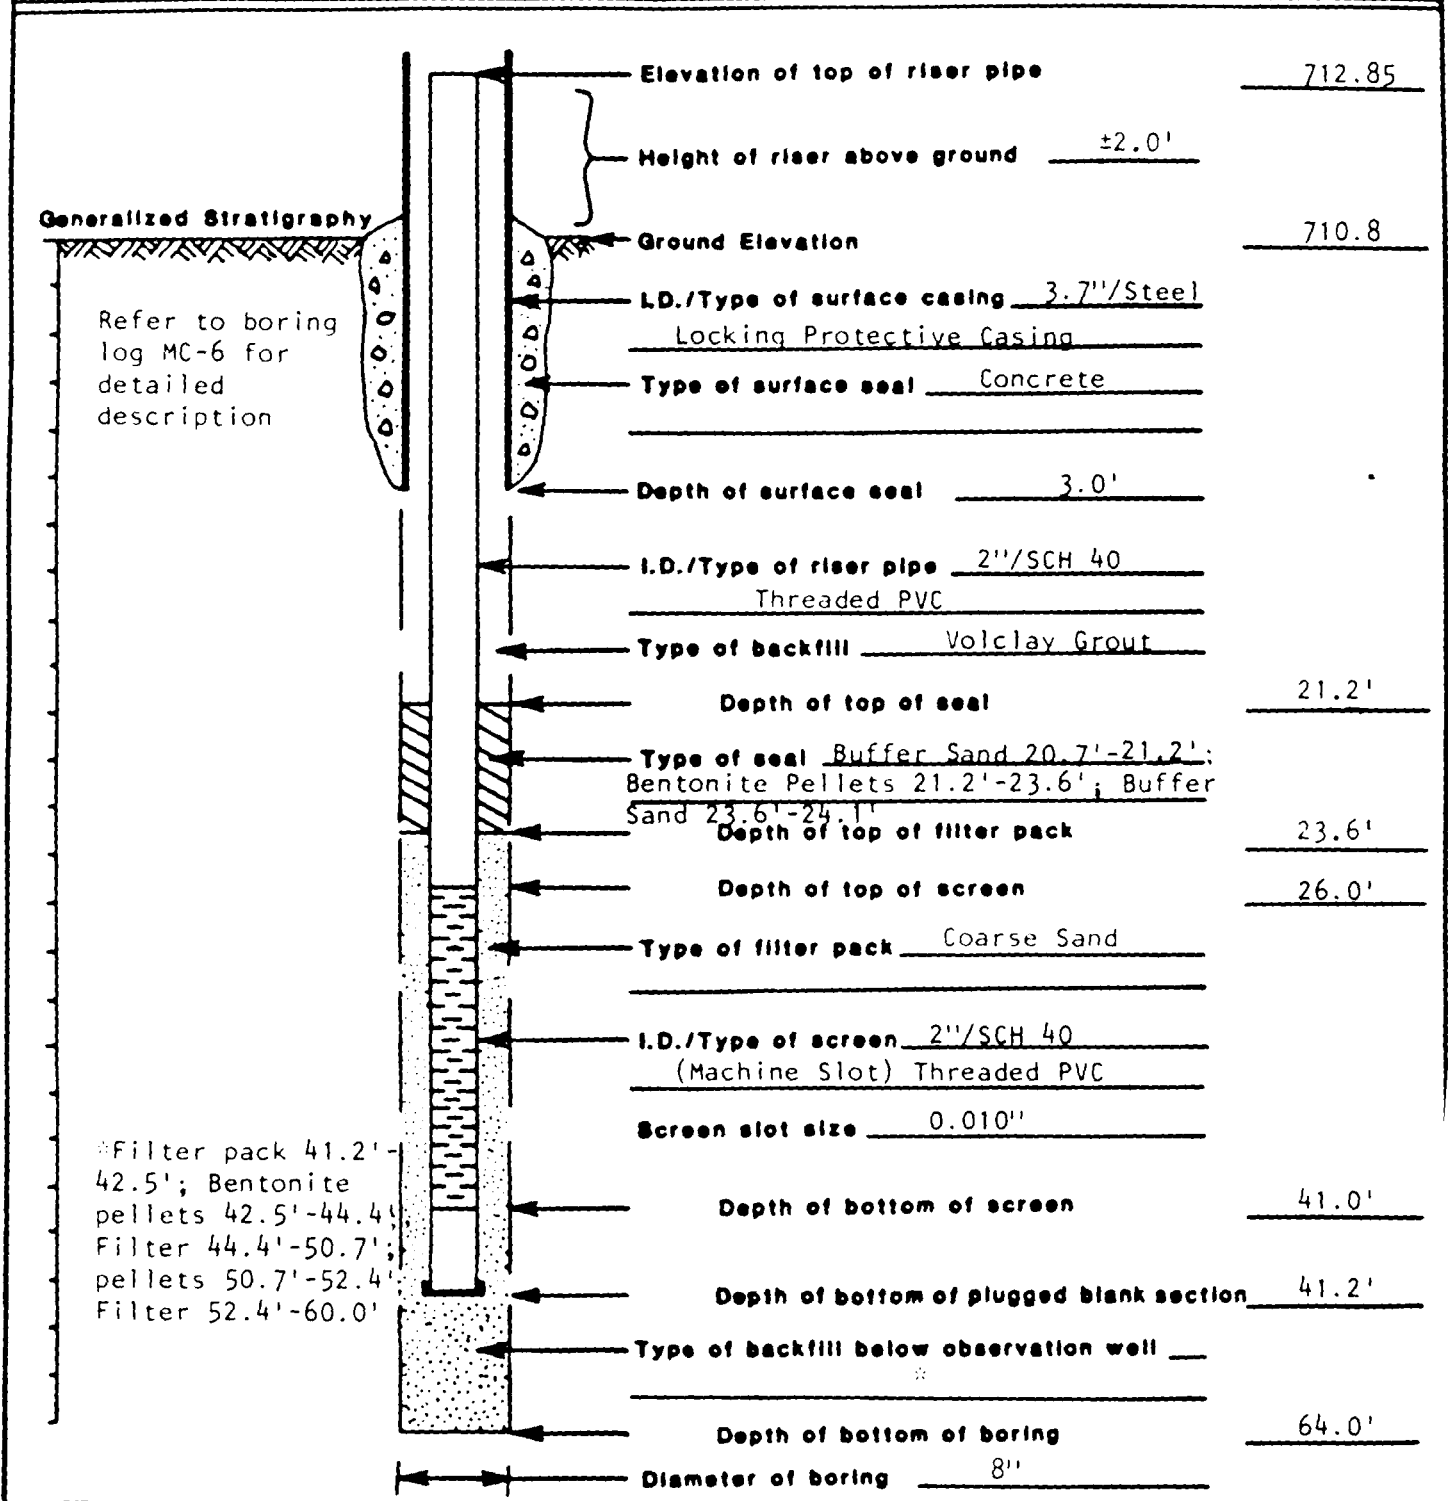 Elevation of top of riser pipe 712.85
Height of riser above ground ±2.0'
Generalized Stratigraphy
Ground Elevation 710.8
I.D./Type of surface casing 3.7"/Steel
Locking Protective Casing
Refer to boring
log MC-6 for
detailed
description
Type of surface seal Concrete
Depth of surface seal 3.0'
I.D./Type of riser pipe 2"/SCH 40
Threaded PVC
Type of backfill Volclay Grout
Depth of top of seal 21.2'
Type of seal Buffer Sand 20.7'-21.2';
Bentonite Pellets 21.2'-23.6'; Buffer
Sand 23.6'-24.1'
Depth of top of filter pack 23.6'
Depth of top of screen 26.0'
Type of filter pack Coarse Sand
I.D./Type of screen 2"/SCH 40
(Machine Slot) Threaded PVC
Screen slot size 0.010"
*Filter pack 41.2'-
42.5'; Bentonite
pellets 42.5'-44.4'
Filter 44.4'-50.7';
pellets 50.7'-52.4'
Filter 52.4'-60.0'
Depth of bottom of screen 41.0'
Depth of bottom of plugged blank section 41.2'
Type of backfill below observation well
*
Depth of bottom of boring 64.0'
Diameter of boring 8"